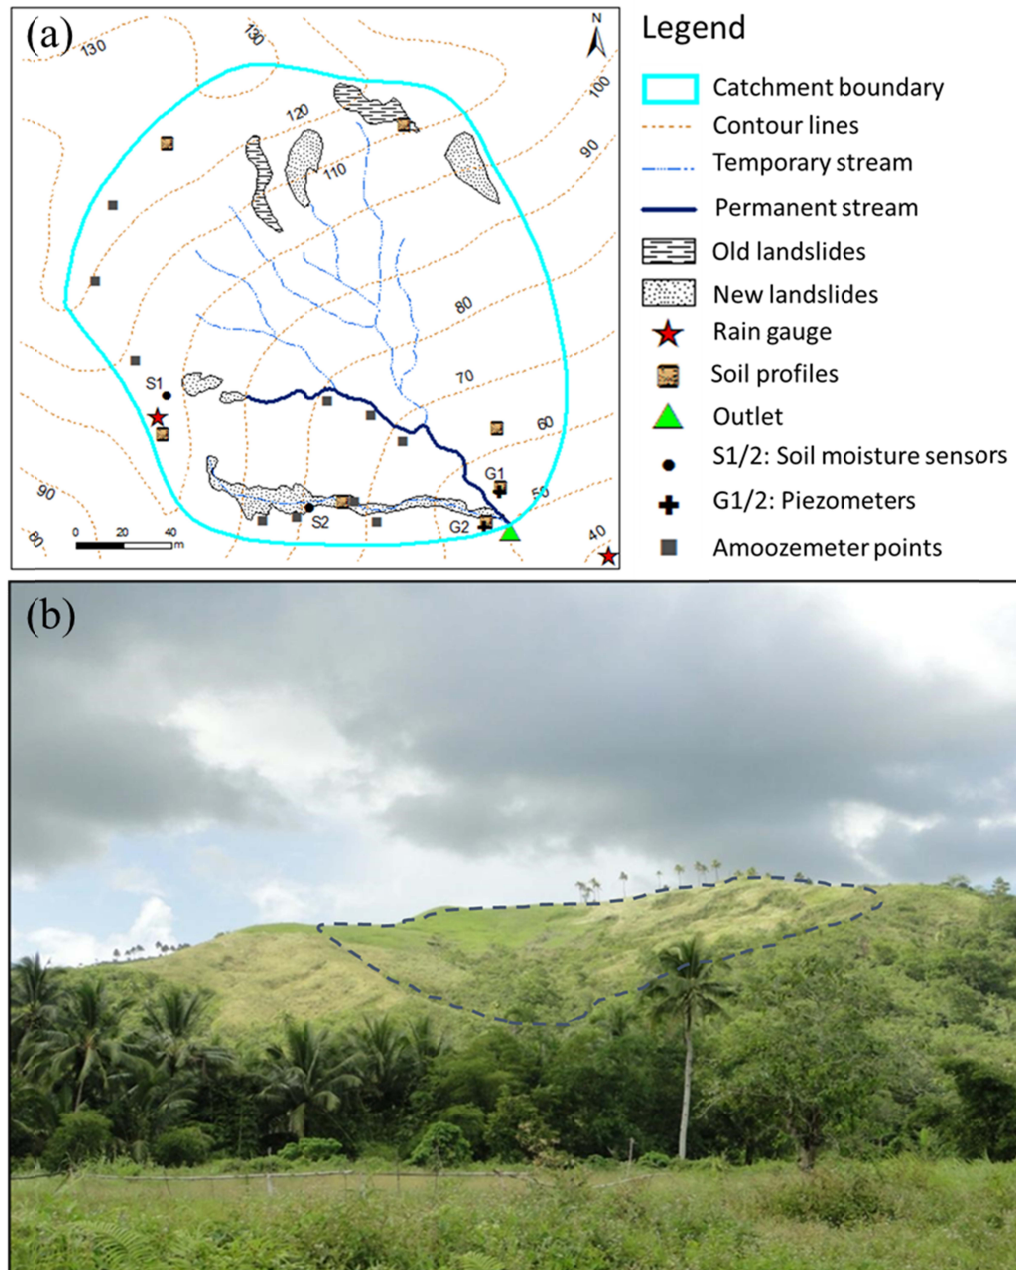 (a)
N
130
130
100
120
90
110
80
70
S1
60
G1
50
90
S2
G2
80
40
0 20 40
m
Legend
Catchment boundary
Contour lines
Temporary stream
Permanent stream
Old landslides
New landslides
Rain gauge
Soil profiles
Outlet
S1/2: Soil moisture sensors
G1/2: Piezometers
Amoozemeter points
(b)